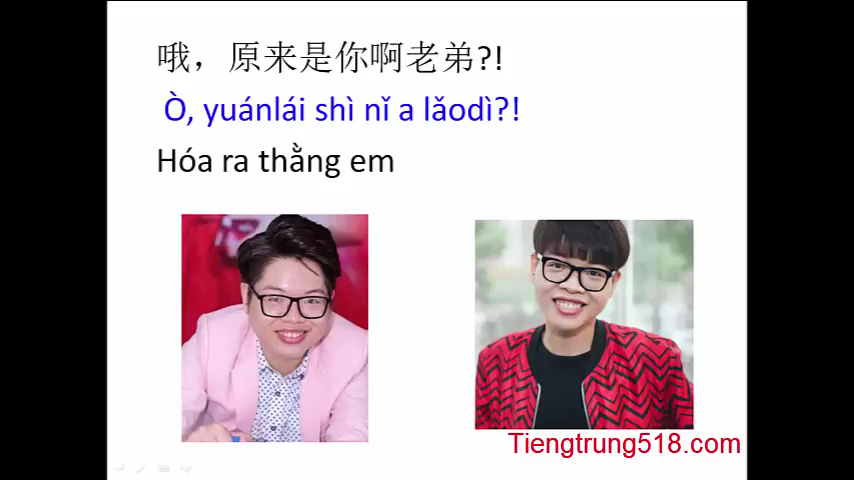 哦，原来是你啊老弟?!
Ò, yuánlái shì nǐ a lǎodì?!
Hóa ra thằng em
Tiengtrung518.com